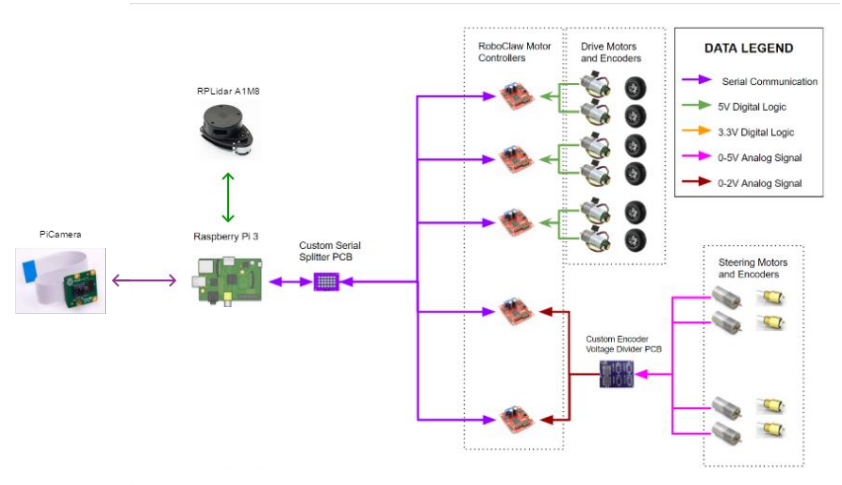 RoboClaw Motor
Controllers
Drive Motors
and Encoders
DATA LEGEND
Serial Communication
5V Digital Logic
3.3V Digital Logic
0-5V Analog Signal
0-2V Analog Signal
RPLidar A1M8
PiCamera
Raspberry Pi 3
Custom Serial
Splitter PCB
Steering Motors
and Encoders
Custom Encoder
Voltage Divider PCB